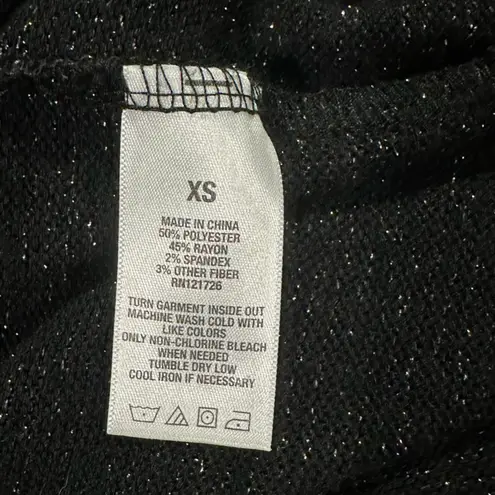 XS
MADE IN CHINA
50% POLYESTER
45% RAYON
2% SPANDEX
3% OTHER FIBER
RN121726
TURN GARMENT INSIDE OUT
MACHINE WASH COLD WITH
LIKE COLORS
ONLY NON-CHLORINE BLEACH
WHEN NEEDED
TUMBLE DRY LOW
COOL IRON IF NECESSARY